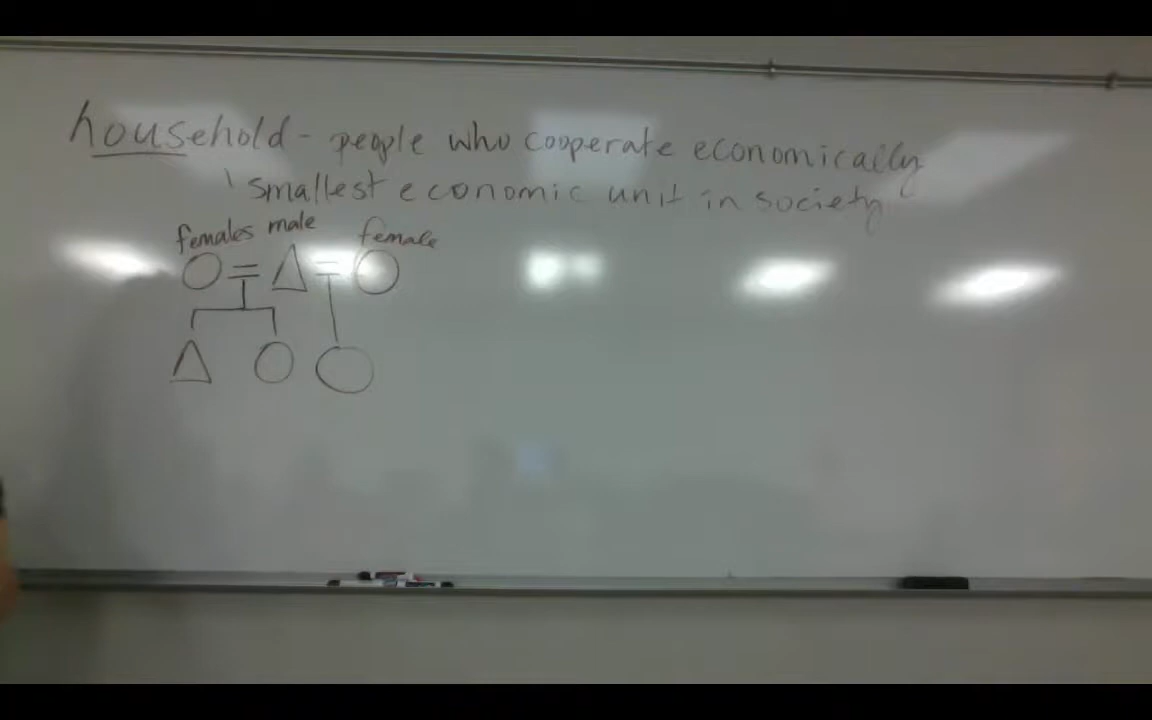 household - people who cooperate economically
smallest economic unit in society
females male female